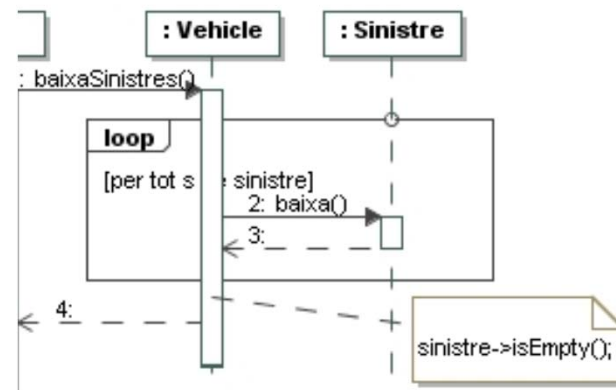 : Vehicle
: Sinistre
: baixaSinistres()
loop
[per tot s sinistre]
2: baixa()
3:
4:
sinistre->isEmpty();